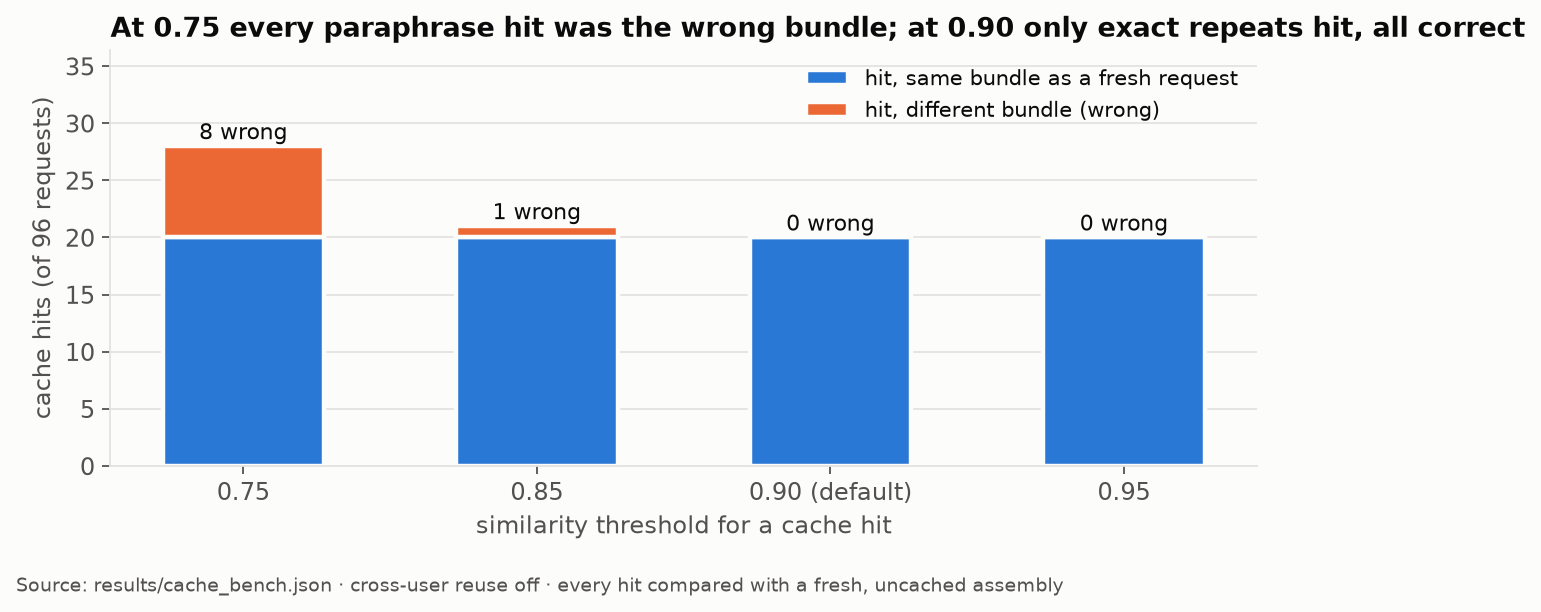 At 0.75 every paraphrase hit was the wrong bundle; at 0.90 only exact repeats hit, all correct
hit, same bundle as a fresh request
hit, different bundle (wrong)
cache hits (of 96 requests)
35
30
25
20
15
10
5
0
8 wrong
1 wrong
0 wrong
0 wrong
0.75
0.85
0.90 (default)
0.95
similarity threshold for a cache hit
Source: results/cache_bench.json · cross-user reuse off · every hit compared with a fresh, uncached assembly